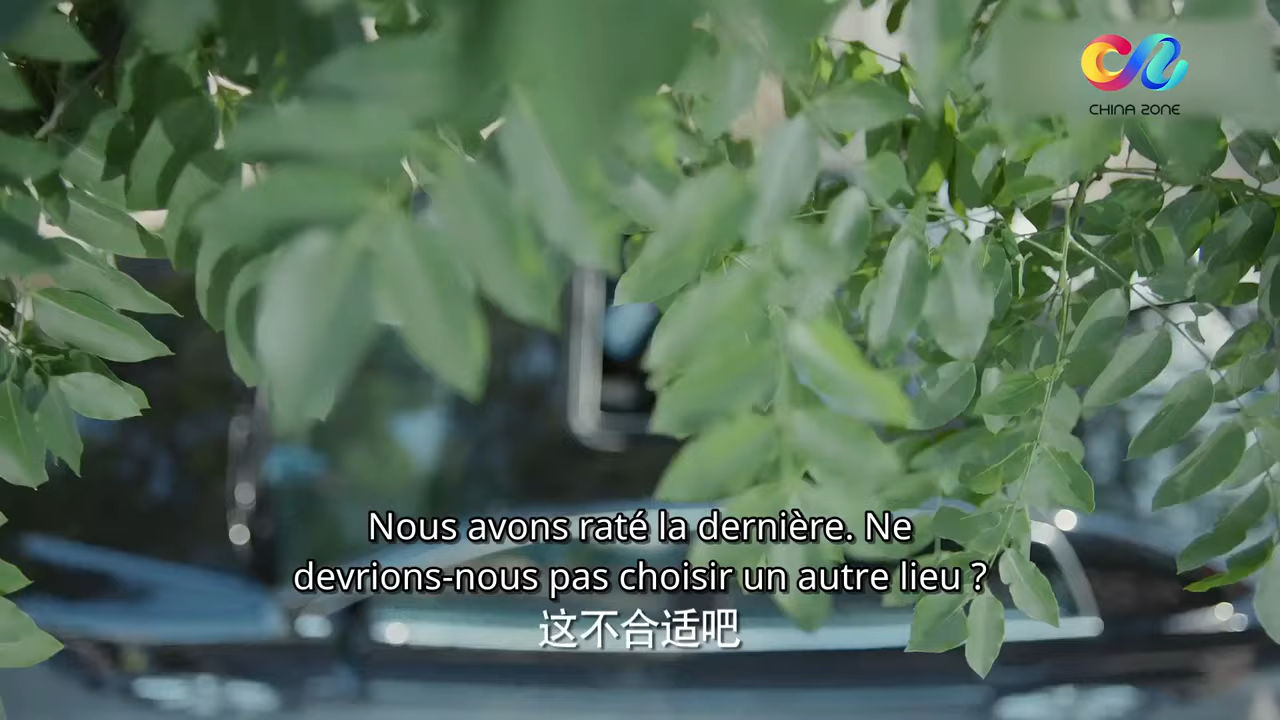 CHINA ZONE
Nous avons raté la dernière. Ne
devrions-nous pas choisir un autre lieu ?
这不合适吧